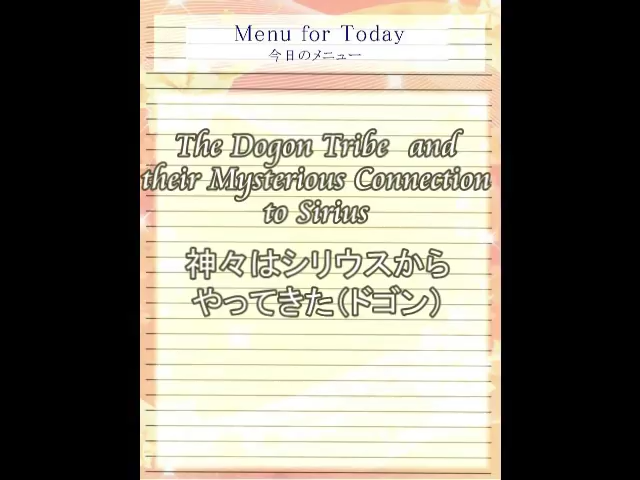 Menu for Today
今日のメニュー
The Dogon Tribe and
their Mysterious Connection
to Sirius
神々はシリウスから
やってきた（ドゴン）